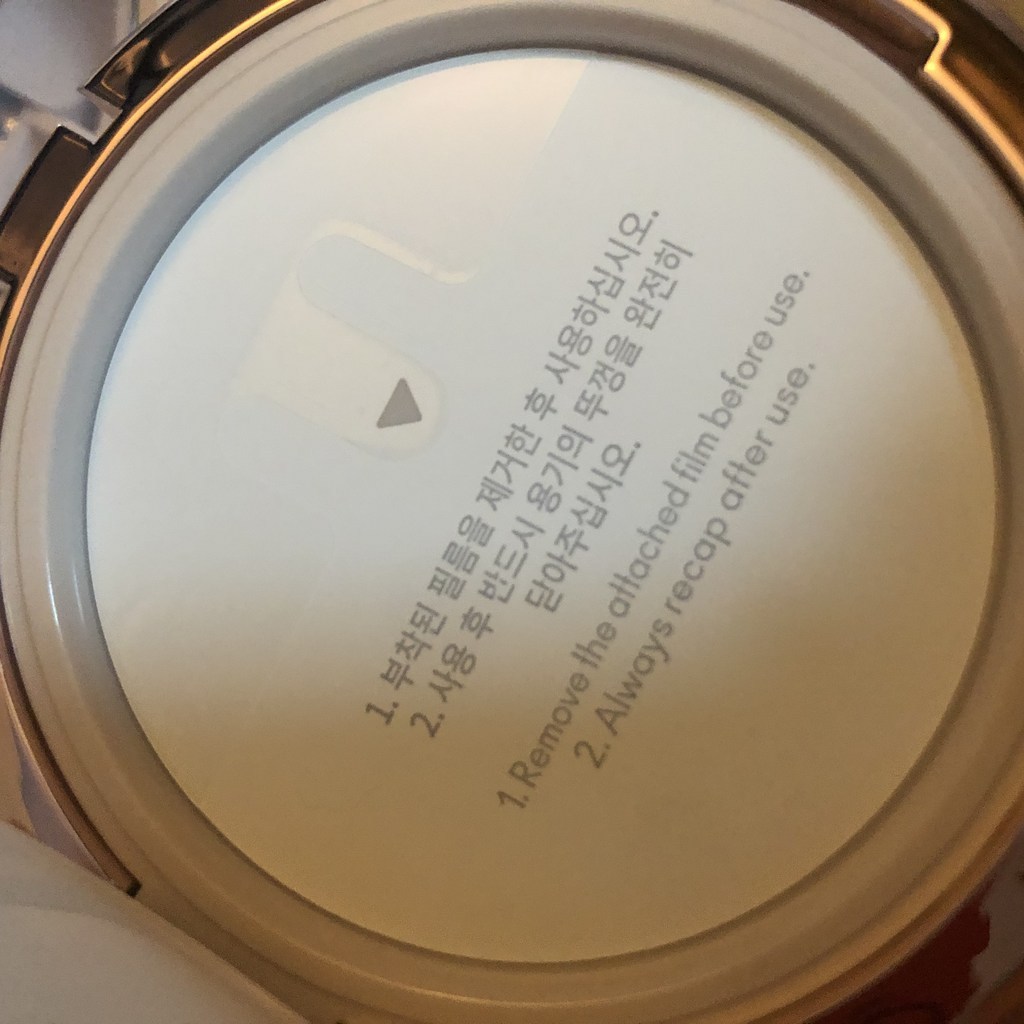 1. 부착된 필름을 제거한 후 사용하십시오.
2. 사용 후 반드시 용기의 뚜껑을 완전히
닫아주십시오.
1. Remove the attached film before use.
2. Always recap after use.